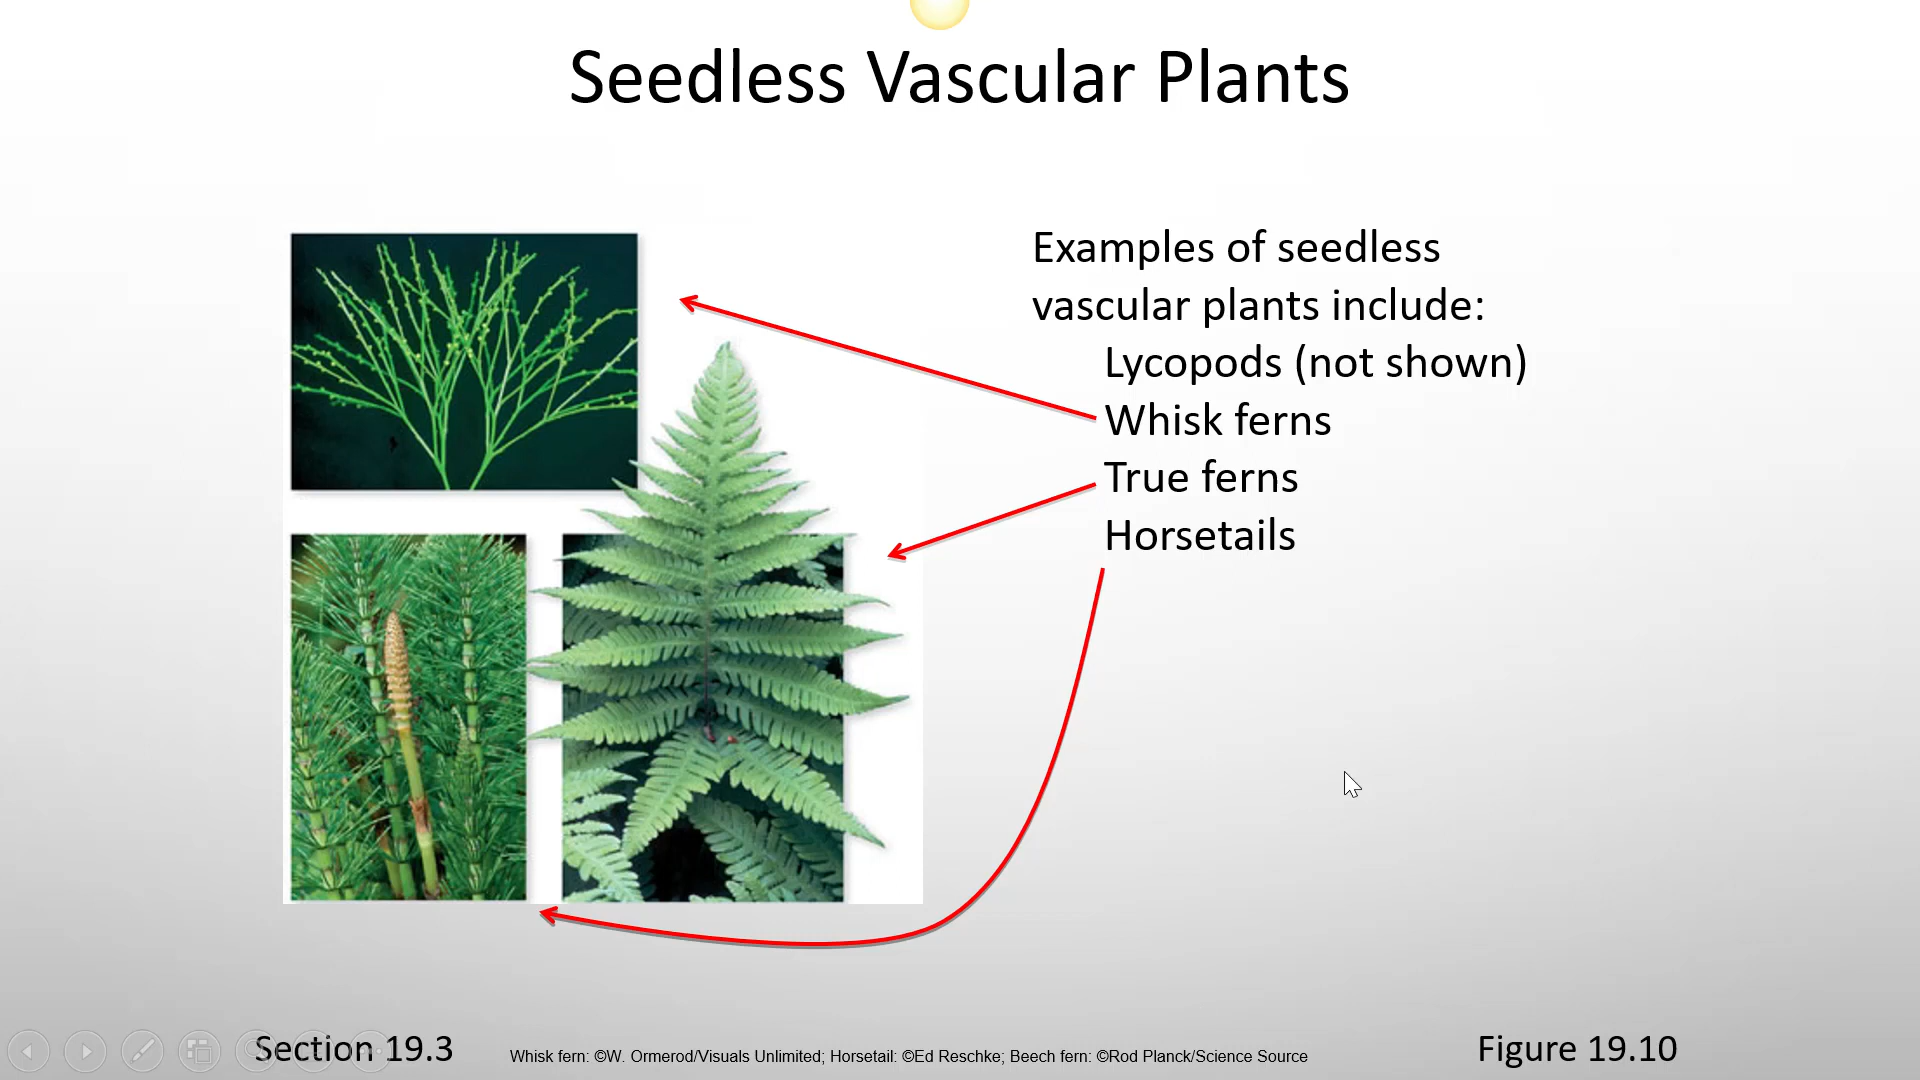 Seedless Vascular Plants
Examples of seedless
vascular plants include:
Lycopods (not shown)
Whisk ferns
True ferns
Horsetails
Section 19.3
Whisk fern: ©W. Ormerod/Visuals Unlimited; Horsetail: ©Ed Reschke; Beech fern: ©Rod Planck/Science Source
Figure 19.10